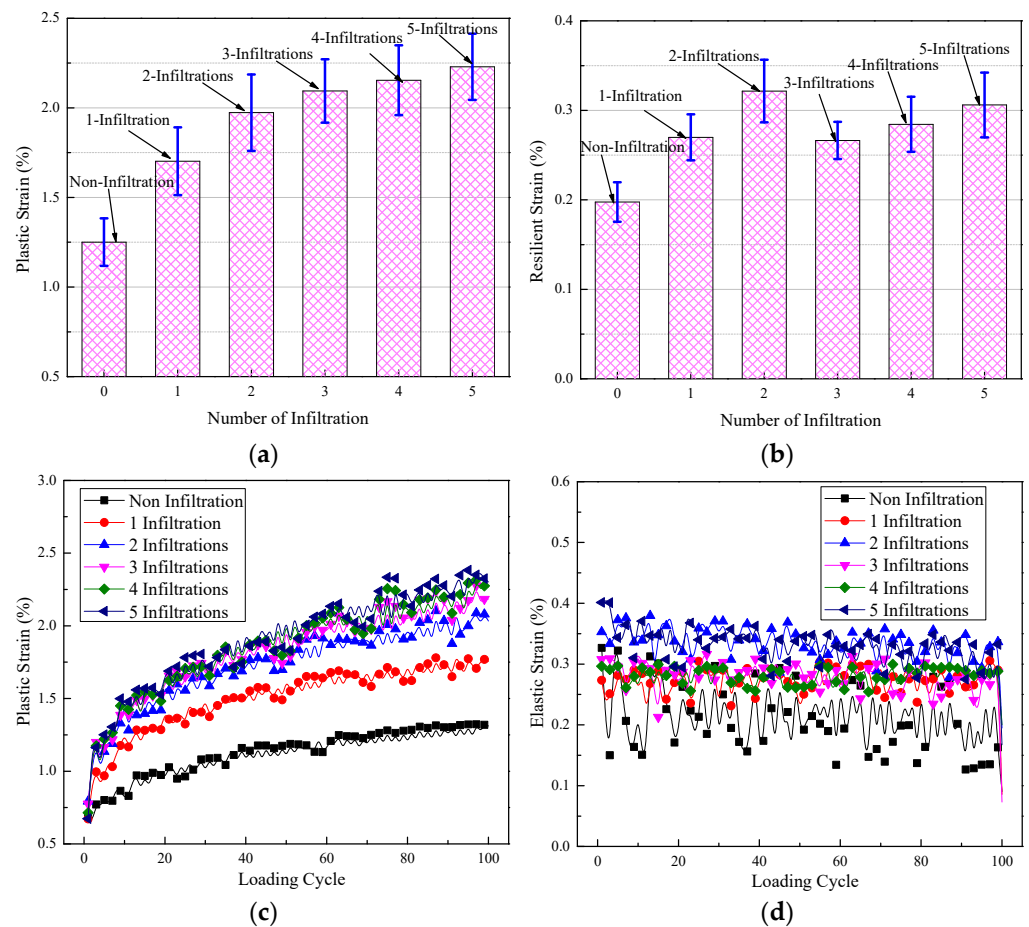 2.5
2.0
1.5
1.0
0.5
Plastic Strain (%)
Non-Infiltration
1-Infiltration
2-Infiltrations
3-Infiltrations
4-Infiltrations
5-Infiltrations
0 1 2 3 4 5
Number of Infiltration
(a)
0.4
0.3
0.2
0.1
0.0
Resilient Strain (%)
Non-Infiltration
1-Infiltration
2-Infiltrations
3-Infiltrations
4-Infiltrations
5-Infiltrations
0 1 2 3 4 5
Number of Infiltration
(b)
3.0
2.5
2.0
1.5
1.0
0.5
Plastic Strain (%)
Non Infiltration
1 Infiltration
2 Infiltrations
3 Infiltrations
4 Infiltrations
5 Infiltrations
0 20 40 60 80 100
Loading Cycle
(c)
0.6
0.5
0.4
0.3
0.2
0.1
0.0
Elastic Strain (%)
Non Infiltration
1 Infiltration
2 Infiltrations
3 Infiltrations
4 Infiltrations
5 Infiltrations
0 20 40 60 80 100
Loading Cycle
(d)